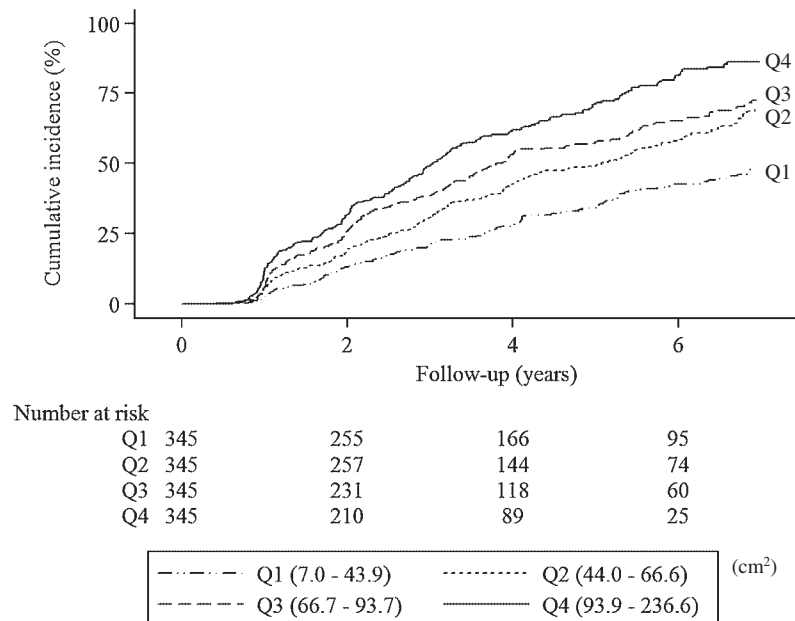 100
75
50
25
0
Cumulative incidence (%)
Q4
Q3
Q2
Q1
0 2 4 6
Follow-up (years)
Number at risk
Q1 345 255 166 95
Q2 345 257 144 74
Q3 345 231 118 60
Q4 345 210 89 25
Q1 (7.0 - 43.9) Q2 (44.0 - 66.6) (cm²)
Q3 (66.7 - 93.7) Q4 (93.9 - 236.6)